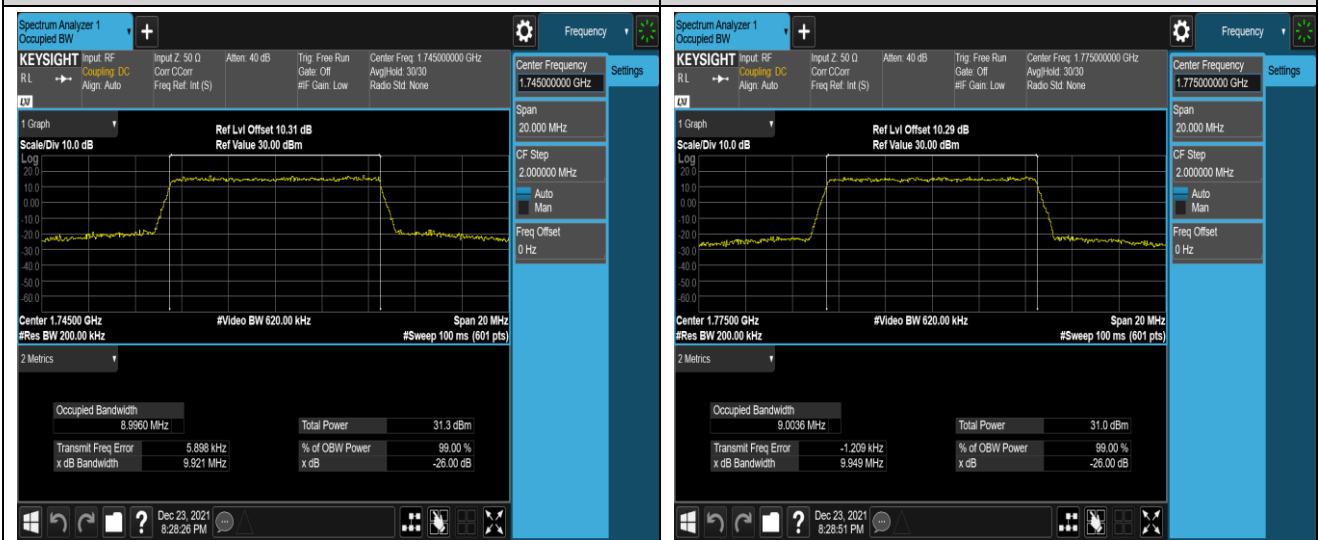 Spectrum Analyzer 1
Occupied BW
+
Frequency
KEYSIGHT
RL
LXI
Input: RF
Coupling: DC
Align: Auto
Input Z: 50 Ω
Corr CCorr
Freq Ref: Int (S)
Atten: 40 dB
Trig: Free Run
Gate: Off
#IF Gain: Low
Center Freq: 1.745000000 GHz
Avg|Hold: 30/30
Radio Std: None
Center Frequency
1.745000000 GHz
Settings
Span
20.000 MHz
CF Step
2.000000 MHz
Auto
Man
Freq Offset
0 Hz
1 Graph
Scale/Div 10.0 dB
Ref Lvl Offset 10.31 dB
Ref Value 30.00 dBm
Log
20.0
10.0
0.00
-10.0
-20.0
-30.0
-40.0
-50.0
-60.0
Center 1.74500 GHz
#Video BW 620.00 kHz
Span 20 MHz
#Res BW 200.00 kHz
#Sweep 100 ms (601 pts)
2 Metrics
Occupied Bandwidth
8.9960 MHz
Total Power 31.3 dBm
Transmit Freq Error 5.898 kHz
% of OBW Power 99.00 %
x dB Bandwidth 9.921 MHz
x dB -26.00 dB
?
Dec 23, 2021
8:28:26 PM
Spectrum Analyzer 1
Occupied BW
+
Frequency
KEYSIGHT
RL
LXI
Input: RF
Coupling: DC
Align: Auto
Input Z: 50 Ω
Corr CCorr
Freq Ref: Int (S)
Atten: 40 dB
Trig: Free Run
Gate: Off
#IF Gain: Low
Center Freq: 1.775000000 GHz
Avg|Hold: 30/30
Radio Std: None
Center Frequency
1.775000000 GHz
Settings
Span
20.000 MHz
CF Step
2.000000 MHz
Auto
Man
Freq Offset
0 Hz
1 Graph
Scale/Div 10.0 dB
Ref Lvl Offset 10.29 dB
Ref Value 30.00 dBm
Log
20.0
10.0
0.00
-10.0
-20.0
-30.0
-40.0
-50.0
-60.0
Center 1.77500 GHz
#Video BW 620.00 kHz
Span 20 MHz
#Res BW 200.00 kHz
#Sweep 100 ms (601 pts)
2 Metrics
Occupied Bandwidth
9.0036 MHz
Total Power 31.0 dBm
Transmit Freq Error -1.209 kHz
% of OBW Power 99.00 %
x dB Bandwidth 9.949 MHz
x dB -26.00 dB
?
Dec 23, 2021
8:28:51 PM